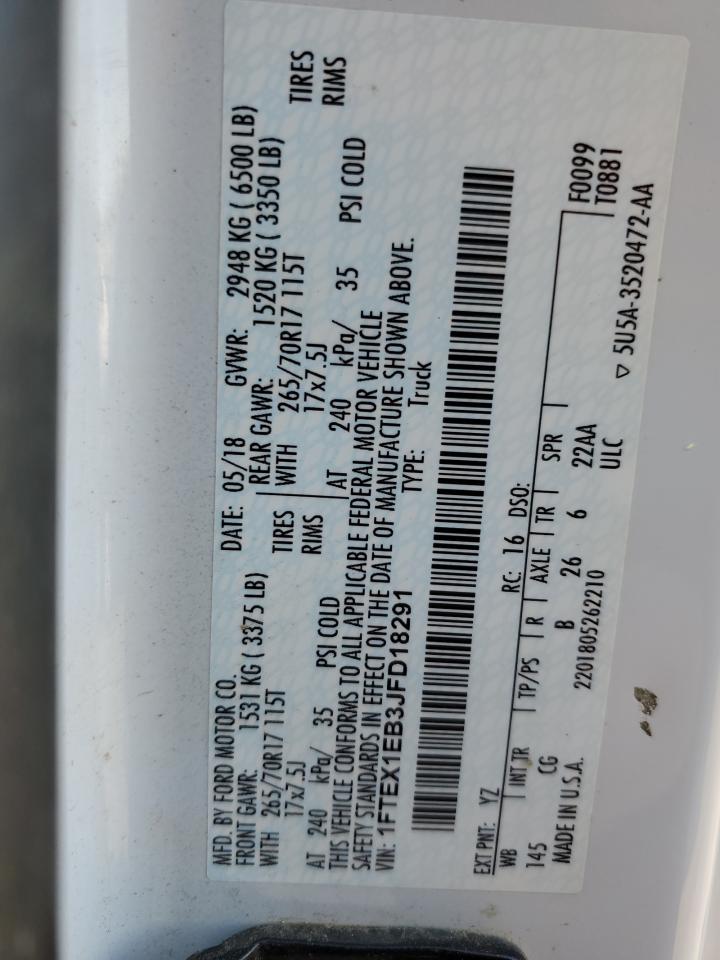 MFD. BY FORD MOTOR CO.
DATE: 05/18 GVWR: 2948 KG ( 6500 LB)
FRONT GAWR: 1531 KG ( 3375 LB)
REAR GAWR: 1520 KG ( 3350 LB)
WITH 265/70R17 115T TIRES
WITH 265/70R17 115T TIRES
17x7.5J RIMS
17x7.5J RIMS
AT 240 kPa/ 35 PSI COLD
AT 240 kPa/ 35 PSI COLD
THIS VEHICLE CONFORMS TO ALL APPLICABLE FEDERAL MOTOR VEHICLE
SAFETY STANDARDS IN EFFECT ON THE DATE OF MANUFACTURE SHOWN ABOVE.
VIN: 1FTEX1EB3JFD18291 TYPE: Truck
EXT PNT: YZ RC: 16 DSO:
F0099
T0881
WB INT TR TP/PS R AXLE TR SPR
145 CG B 26 6 22AA
ULC
MADE IN U.S.A. 2201805262210
▽ 5U5A-3520472-AA